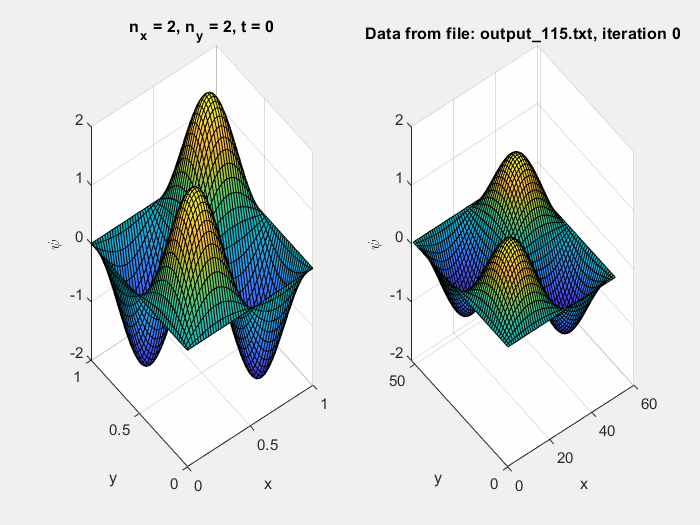 n_x = 2, n_y = 2, t = 0
2
1
0
-1
-2
ψ
1
0.5
0
y
0
0.5
1
x
Data from file: output_115.txt, iteration 0
2
1
0
-1
-2
ψ
50
0
y
0
20
40
60
x